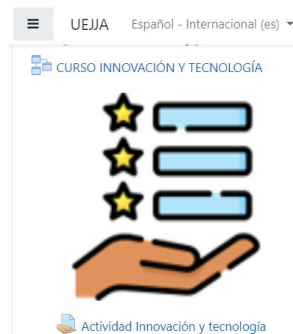 UEJJA Español - Internacional (es)
CURSO INNOVACIÓN Y TECNOLOGÍA
Actividad Innovación y tecnología